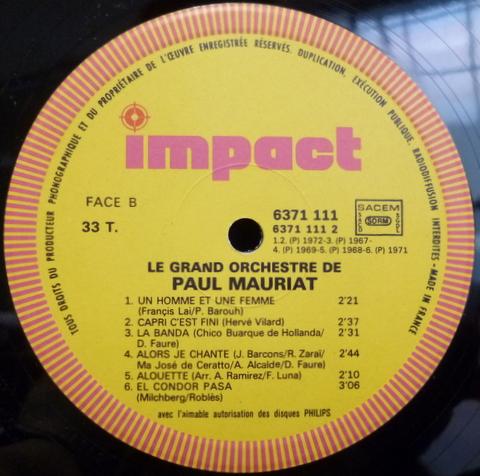 TOUS DROITS DU PRODUCTEUR PHONOGRAPHIQUE ET DU PROPRIÉTAIRE DE L'ŒUVRE ENREGISTRÉE RÉSERVÉS. DUPLICATION, EXÉCUTION PUBLIQUE, RADIODIFFUSION INTERDITES - MADE IN FRANCE
impact
FACE B
33 T.
6371 111
6371 111 2
SACEM
SACD
SDRM
SGDL
1.2. (P) 1972-3. (P) 1967-
4. (P) 1969-5. (P) 1968-6. (P) 1971
LE GRAND ORCHESTRE DE
PAUL MAURIAT
1. UN HOMME ET UNE FEMME 2'21
(Françis Lai/P. Barouh)
2. CAPRI C'EST FINI (Hervé Vilard) 2'37
3. LA BANDA (Chico Buarque de Hollanda/ 2'31
D. Faure)
4. ALORS JE CHANTE (J. Barcons/R. Zaraï/ 2'44
Ma José de Ceratto/A. Alcalde/D. Faure)
5. ALOUETTE (Arr. A. Ramirez/F. Luna) 2'10
6. EL CONDOR PASA 3'06
(Milchberg/Roblès)
avec l'aimable autorisation des disques PHILIPS